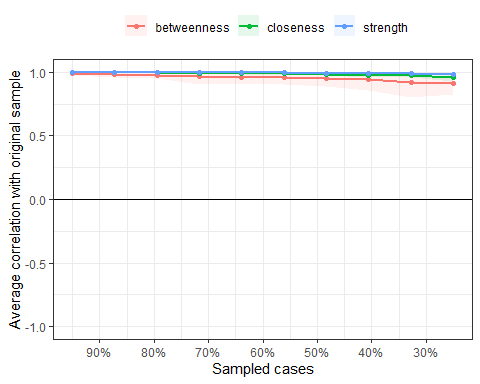 betweenness closeness strength
Average correlation with original sample
1.0
0.5
0.0
-0.5
-1.0
90% 80% 70% 60% 50% 40% 30%
Sampled cases